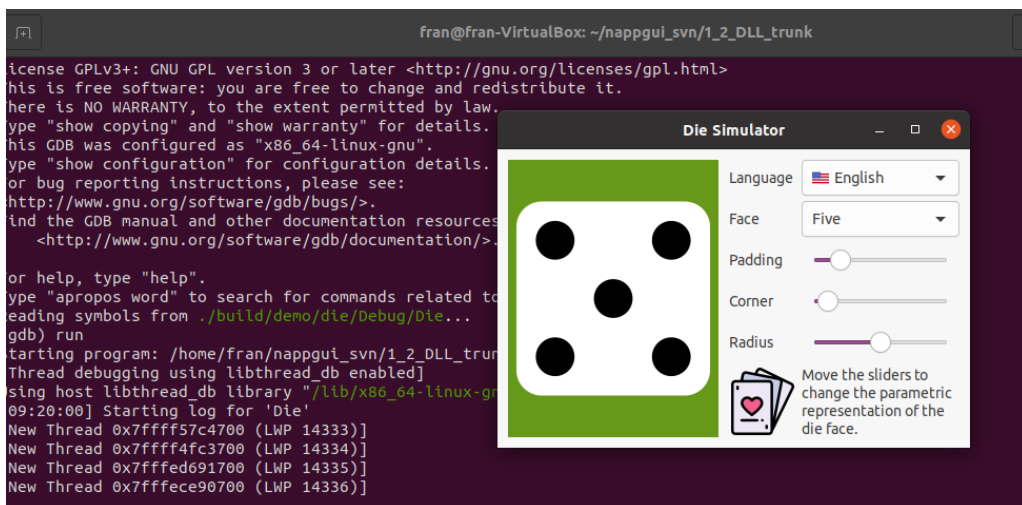 fran@fran-VirtualBox: ~/nappgui_svn/1_2_DLL_trunk
icense GPLv3+: GNU GPL version 3 or later <http://gnu.org/licenses/gpl.html>
his is free software: you are free to change and redistribute it.
here is NO WARRANTY, to the extent permitted by law.
ype "show copying" and "show warranty" for details.
his GDB was configured as "x86_64-linux-gnu".
ype "show configuration" for configuration details.
or bug reporting instructions, please see:
http://www.gnu.org/software/gdb/bugs/>.
ind the GDB manual and other documentation resources
<http://www.gnu.org/software/gdb/documentation/>.
or help, type "help".
ype "apropos word" to search for commands related to
eading symbols from ./build/demo/die/Debug/Die...
gdb) run
tarting program: /home/fran/nappgui_svn/1_2_DLL_trun
Thread debugging using libthread_db enabled]
sing host libthread_db library "/lib/x86_64-linux-gn
09:20:00] Starting log for 'Die'
New Thread 0x7ffff57c4700 (LWP 14333)]
New Thread 0x7ffff4fc3700 (LWP 14334)]
New Thread 0x7fffed691700 (LWP 14335)]
New Thread 0x7fffece90700 (LWP 14336)]
Die Simulator
Language English
Face Five
Padding
Corner
Radius
Move the sliders to
change the parametric
representation of the
die face.